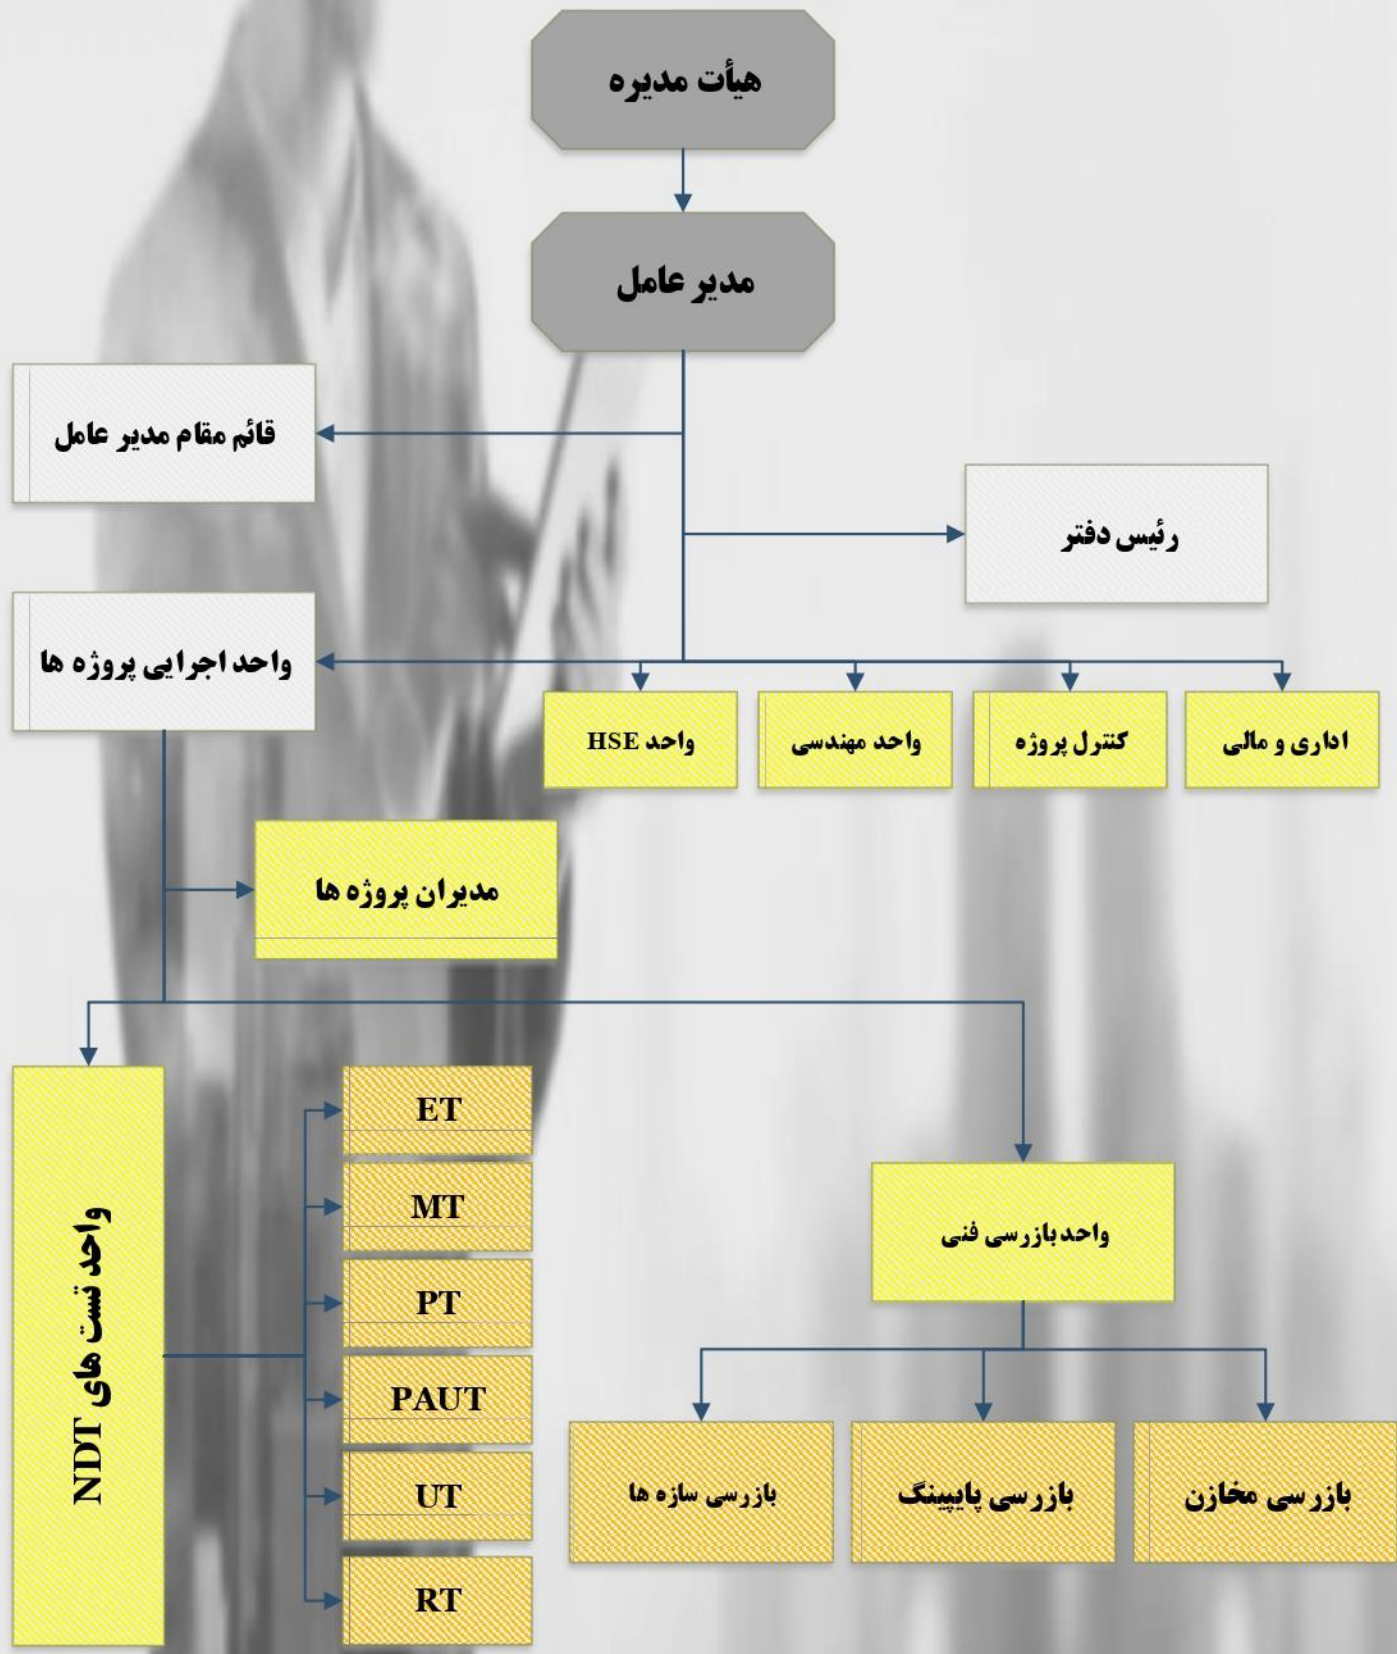 هیأت مدیره
مدیر عامل
قائم مقام مدیر عامل
رئیس دفتر
واحد اجرایی پروژه ها
اداری و مالی
کنترل پروژه
واحد مهندسی
واحد HSE
مدیران پروژه ها
واحد تست های NDT
ET
MT
PT
PAUT
UT
RT
واحد بازرسی فنی
بازرسی مخازن
بازرسی پایپینگ
بازرسی سازه ها